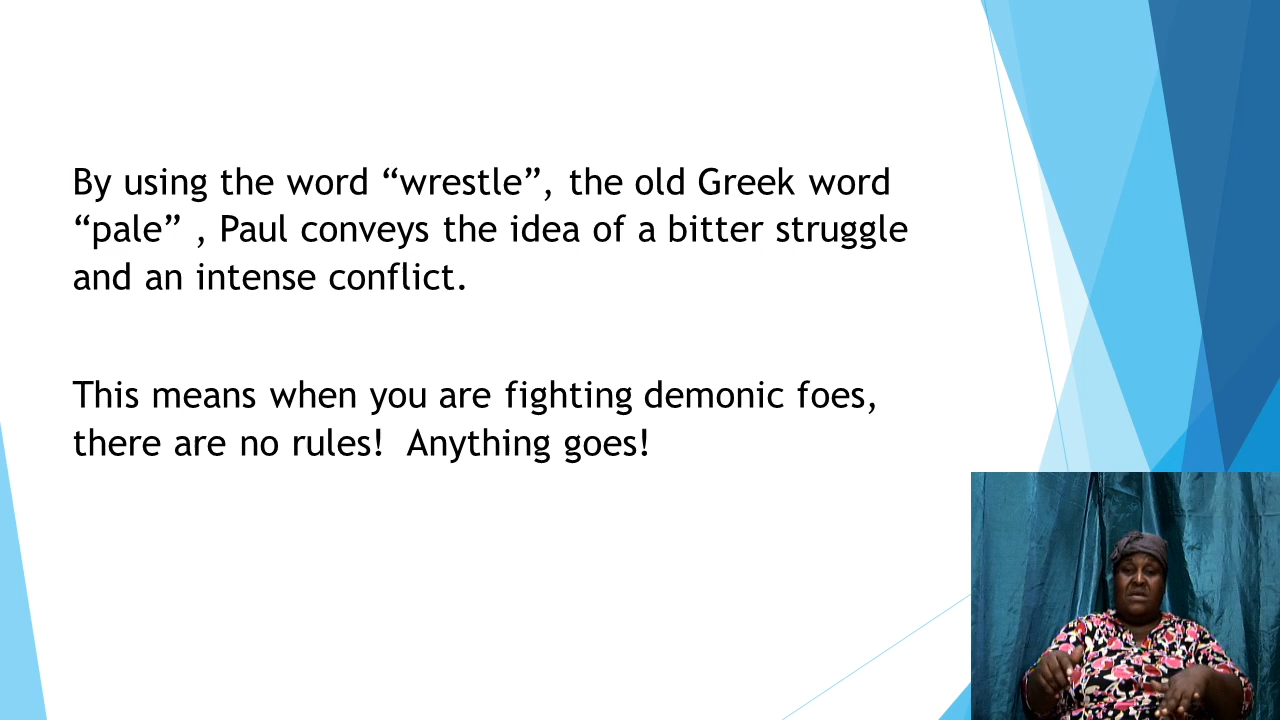 By using the word “wrestle”, the old Greek word
“pale” , Paul conveys the idea of a bitter struggle
and an intense conflict.
This means when you are fighting demonic foes,
there are no rules!  Anything goes!